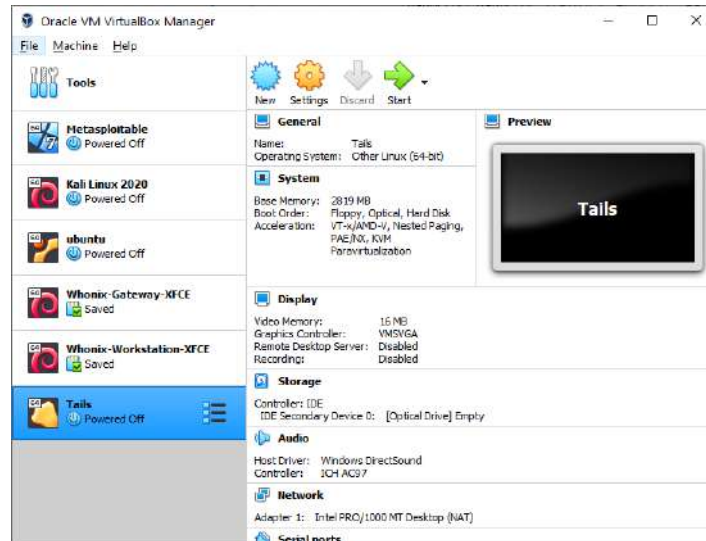 Oracle VM VirtualBox Manager
File Machine Help
Tools
New Settings Discard Start
Metasploitable
Powered Off
Kali Linux 2020
Powered Off
ubuntu
Powered Off
Whonix-Gateway-XFCE
Saved
Whonix-Workstation-XFCE
Saved
Tails
Powered Off
General
Name: Tails
Operating System: Other Linux (64-bit)
System
Base Memory: 2819 MB
Boot Order: Floppy, Optical, Hard Disk
Acceleration: VT-x/AMD-V, Nested Paging,
PAE/NX, KVM
Paravirtualization
Preview
Tails
Display
Video Memory: 16 MB
Graphics Controller: VMSVGA
Remote Desktop Server: Disabled
Recording: Disabled
Storage
Controller: IDE
IDE Secondary Device 0: [Optical Drive] Empty
Audio
Host Driver: Windows DirectSound
Controller: ICH AC97
Network
Adapter 1: Intel PRO/1000 MT Desktop (NAT)
Serial ports